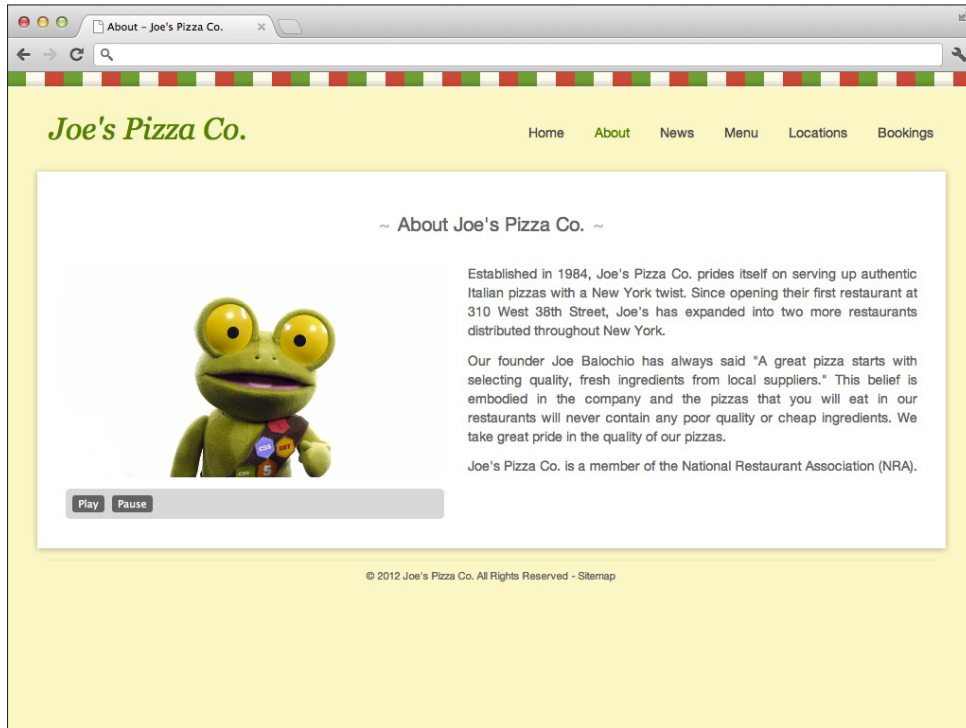 About – Joe's Pizza Co.
Joe's Pizza Co.
Home About News Menu Locations Bookings
~ About Joe's Pizza Co. ~
Established in 1984, Joe's Pizza Co. prides itself on serving up authentic
Italian pizzas with a New York twist. Since opening their first restaurant at
310 West 38th Street, Joe's has expanded into two more restaurants
distributed throughout New York.
Our founder Joe Balochio has always said "A great pizza starts with
selecting quality, fresh ingredients from local suppliers." This belief is
embodied in the company and the pizzas that you will eat in our
restaurants will never contain any poor quality or cheap ingredients. We
take great pride in the quality of our pizzas.
Joe's Pizza Co. is a member of the National Restaurant Association (NRA).
CSS
CSS
5
Play Pause
© 2012 Joe's Pizza Co. All Rights Reserved - Sitemap